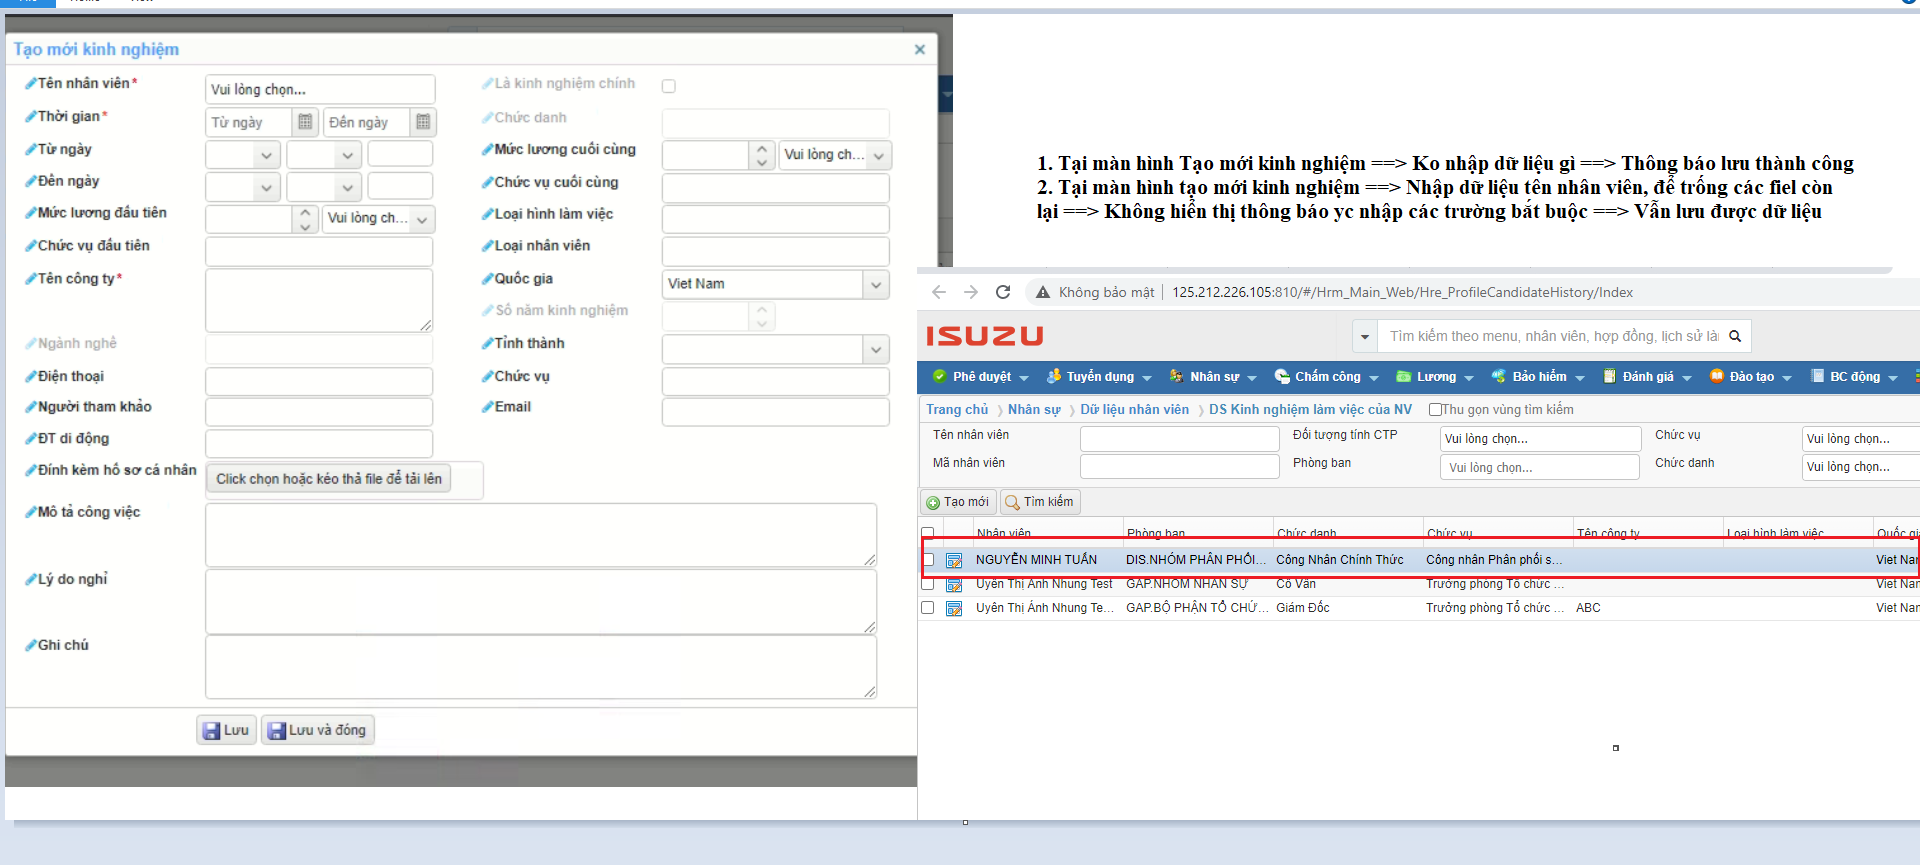 Tạo mới kinh nghiệm
Tên nhân viên*
Vui lòng chọn...
Là kinh nghiệm chính
Thời gian*
Từ ngày
Đến ngày
Chức danh
Từ ngày
Mức lương cuối cùng
Vui lòng ch...
Đến ngày
Chức vụ cuối cùng
Mức lương đầu tiên
Vui lòng ch...
Loại hình làm việc
Chức vụ đầu tiên
Loại nhân viên
Tên công ty*
Quốc gia
Viet Nam
Số năm kinh nghiệm
Ngành nghề
Tỉnh thành
Điện thoại
Chức vụ
Người tham khảo
Email
ĐT di động
Đính kèm hồ sơ cá nhân
Click chọn hoặc kéo thả file để tải lên
Mô tả công việc
Lý do nghỉ
Ghi chú
Lưu
Lưu và đóng
1. Tại màn hình Tạo mới kinh nghiệm ==> Ko nhập dữ liệu gì ==> Thông báo lưu thành công
2. Tại màn hình tạo mới kinh nghiệm ==> Nhập dữ liệu tên nhân viên, để trống các fiel còn
lại ==> Không hiển thị thông báo yc nhập các trường bắt buộc ==> Vẫn lưu được dữ liệu
Không bảo mật | 125.212.226.105:810/#/Hrm_Main_Web/Hre_ProfileCandidateHistory/Index
ISUZU
Tìm kiếm theo menu, nhân viên, hợp đồng, lịch sử là
Phê duyệt Tuyển dụng Nhân sự Chấm công Lương Bảo hiểm Đánh giá Đào tạo BC động
Trang chủ Nhân sự Dữ liệu nhân viên DS Kinh nghiệm làm việc của NV Thu gọn vùng tìm kiếm
Tên nhân viên Đối tượng tính CTP Vui lòng chọn... Chức vụ Vui lòng chọn...
Mã nhân viên Phòng ban Vui lòng chọn... Chức danh Vui lòng chọn...
Tạo mới Tìm kiếm
Nhân viên Phòng ban Chức danh Chức vụ Tên công ty Loại hình làm việc Quốc gi
NGUYỄN MINH TUẤN DIS.NHÓM PHÂN PHỐI... Công Nhân Chính Thức Công nhân Phân phối s... Viet Nar
Uyên Thị Ánh Nhung Test GAP.NHÓM NHÂN SỰ Cố Vấn Trưởng phòng Tổ chức ... Viet Nar
Uyên Thị Ánh Nhung Te... GAP.BỘ PHẬN TỔ CHỨ... Giám Đốc Trưởng phòng Tổ chức ... ABC Viet Nar